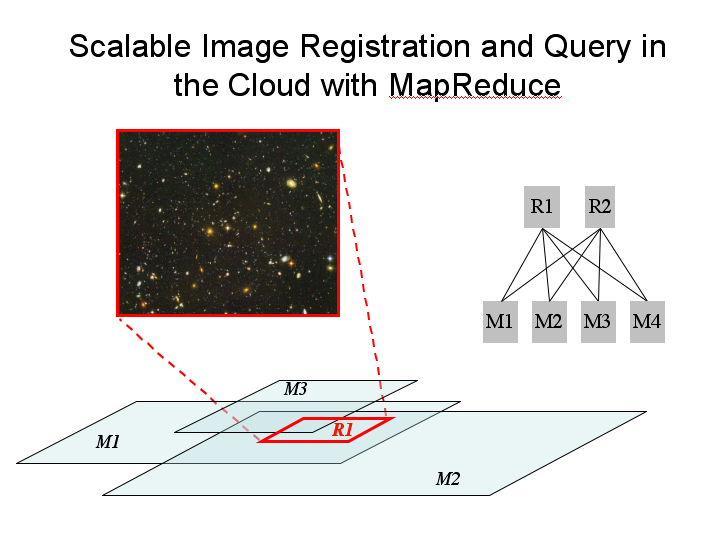 Scalable Image Registration and Query in
the Cloud with MapReduce
R1 R2
M1 M2 M3 M4
M3
R1
M1
M2